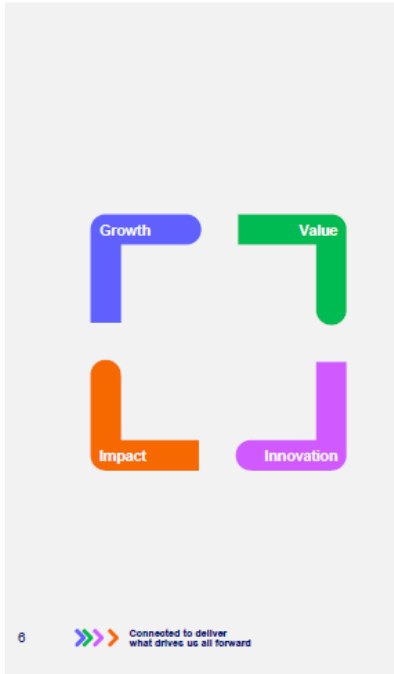 Growth
Value
Impact
Innovation
6
Connected to deliver
what drives us all forward